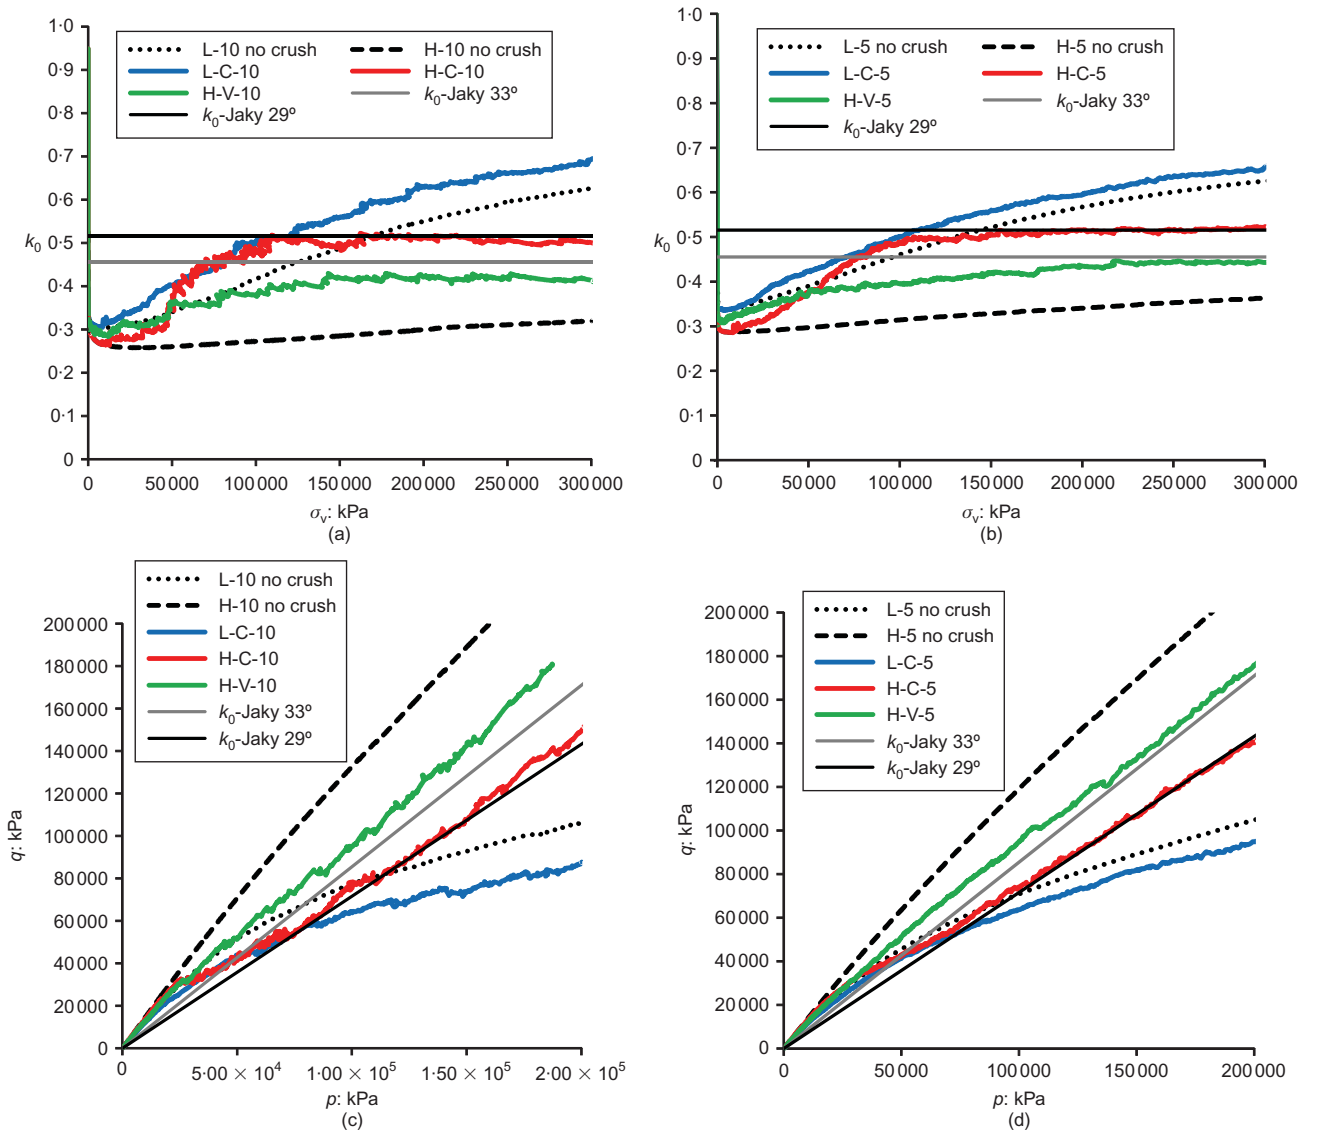 1·0
0·9
0·8
0·7
0·6
0·5
0·4
0·3
0·2
0·1
0
k0
L-10 no crush
H-10 no crush
L-C-10
H-C-10
H-V-10
k0-Jaky 33º
k0-Jaky 29º
0 50 000 100 000 150 000 200 000 250 000 300 000
σv: kPa
(a)
1·0
0·9
0·8
0·7
0·6
0·5
0·4
0·3
0·2
0·1
0
k0
L-5 no crush
H-5 no crush
L-C-5
H-C-5
H-V-5
k0-Jaky 33º
k0-Jaky 29º
0 50 000 100 000 150 000 200 000 250 000 300 000
σv: kPa
(b)
L-10 no crush
H-10 no crush
L-C-10
H-C-10
H-V-10
k0-Jaky 33º
k0-Jaky 29º
200 000
180 000
160 000
140 000
120 000
100 000
80 000
60 000
40 000
20 000
0
q: kPa
0 5·00 × 10⁴ 1·00 × 10⁵ 1·50 × 10⁵ 2·00 × 10⁵
p: kPa
(c)
L-5 no crush
H-5 no crush
L-C-5
H-C-5
H-V-5
k0-Jaky 33º
k0-Jaky 29º
200 000
180 000
160 000
140 000
120 000
100 000
80 000
60 000
40 000
20 000
0
q: kPa
0 50 000 100 000 150 000 200 000
p: kPa
(d)